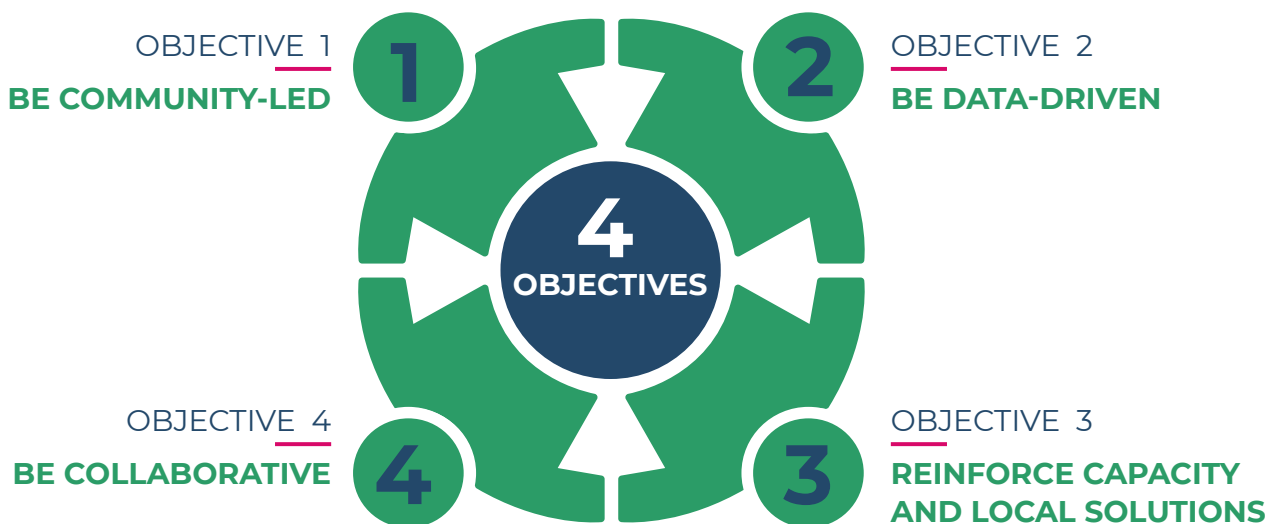 OBJECTIVE 1
BE COMMUNITY-LED
1
2
OBJECTIVE 2
BE DATA-DRIVEN
4
OBJECTIVES
OBJECTIVE 4
BE COLLABORATIVE
4
3
OBJECTIVE 3
REINFORCE CAPACITY
AND LOCAL SOLUTIONS